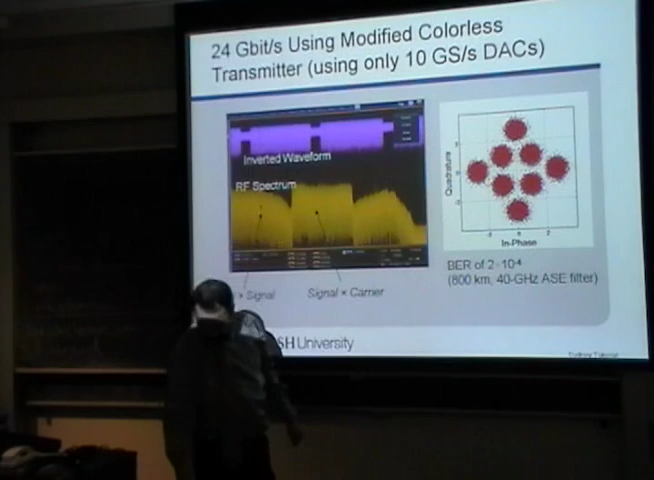 24 Gbit/s Using Modified Colorless
Transmitter (using only 10 GS/s DACs)
Inverted Waveform
RF Spectrum
× Signal
Signal × Carrier
Quadrature
In-Phase
BER of 2·10-4
(800 km, 40-GHz ASE filter)
SH University